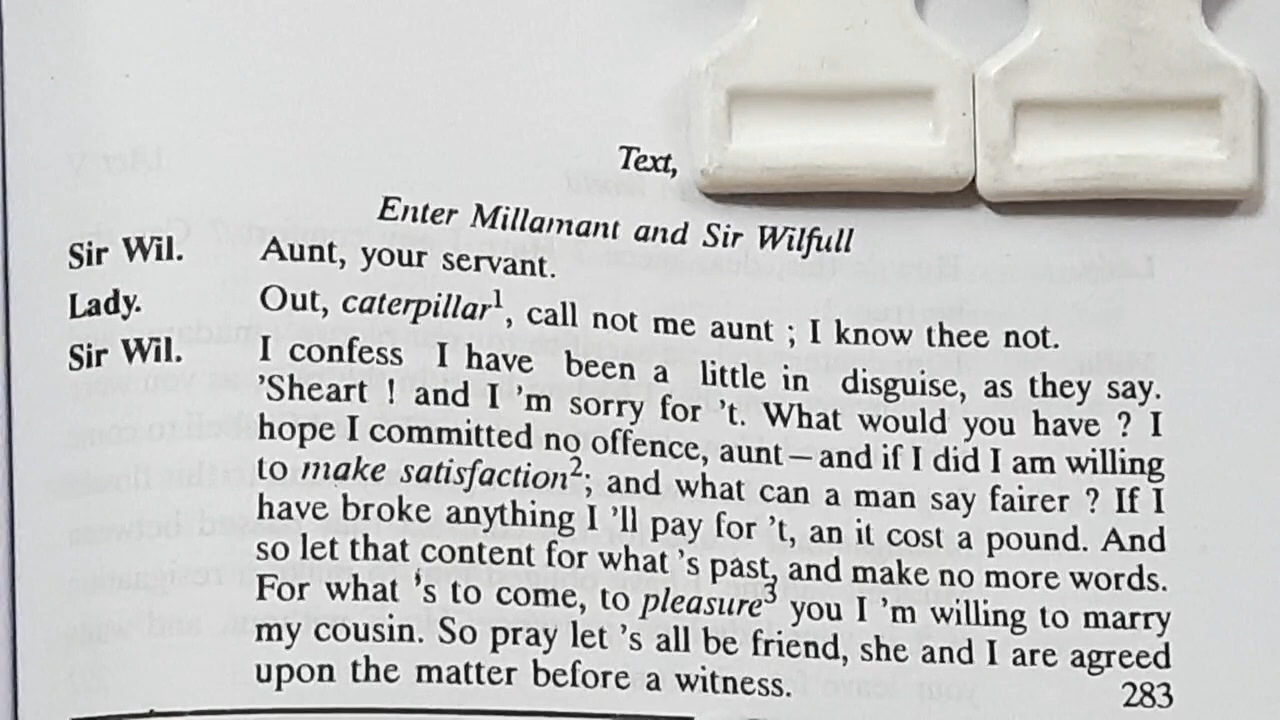 Text,
Enter Millamant and Sir Wilfull
Sir Wil. Aunt, your servant.
Lady. Out, caterpillar¹, call not me aunt ; I know thee not.
Sir Wil. I confess I have been a little in disguise, as they say.
’Sheart ! and I ’m sorry for ’t. What would you have ? I
hope I committed no offence, aunt—and if I did I am willing
to make satisfaction²; and what can a man say fairer ? If I
have broke anything I ’ll pay for ’t, an it cost a pound. And
so let that content for what ’s past, and make no more words.
For what ’s to come, to pleasure³ you I ’m willing to marry
my cousin. So pray let ’s all be friend, she and I are agreed
upon the matter before a witness.
283